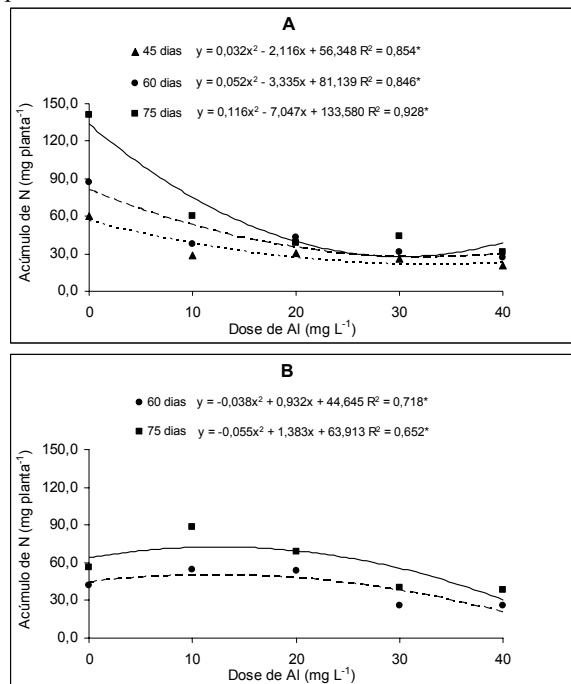 A
45 dias y = 0,032x² - 2,116x + 56,348 R² = 0,854*
60 dias y = 0,052x² - 3,335x + 81,139 R² = 0,846*
75 dias y = 0,116x² - 7,047x + 133,580 R² = 0,928*
Acúmulo de N (mg planta⁻¹)
150,0
120,0
90,0
60,0
30,0
0,0
0 10 20 30 40
Dose de Al (mg L⁻¹)
B
60 dias y = -0,038x² + 0,932x + 44,645 R² = 0,718*
75 dias y = -0,055x² + 1,383x + 63,913 R² = 0,652*
Acúmulo de N (mg planta⁻¹)
150,0
120,0
90,0
60,0
30,0
0,0
0 10 20 30 40
Dose de Al (mg L⁻¹)